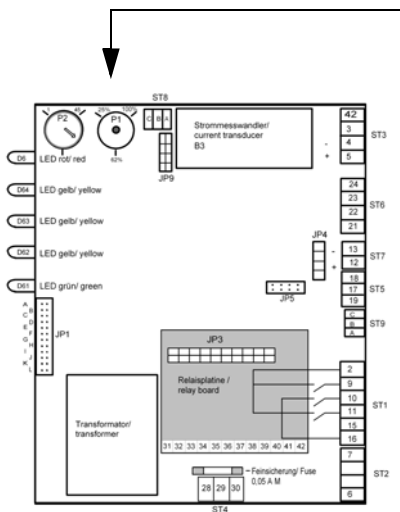 ST8
1 45
P2
25% 100%
P1
62%
C B A
JP9
Strommesswandler/
current transducer
B3
42
3
- 4
+ 5
ST3
D6 LED rot/ red
D64 LED gelb/ yellow
D63 LED gelb/ yellow
D62 LED gelb/ yellow
D61 LED grün/ green
24
23
22
21
ST6
JP4
-
+
13
12
ST7
18
17
19
ST5
JP5
C
B
A
ST9
A
B
C
D
E
F
G
H
I
J
K
L
JP1
JP3
Relaisplatine /
relay board
31 32 33 34 35 36 37 38 39 40 41 42
2
9
10
11
15
16
ST1
Transformator/
transformer
7
6
ST2
Feinsicherung/ Fuse
0,05 A M
28 29 30
ST4